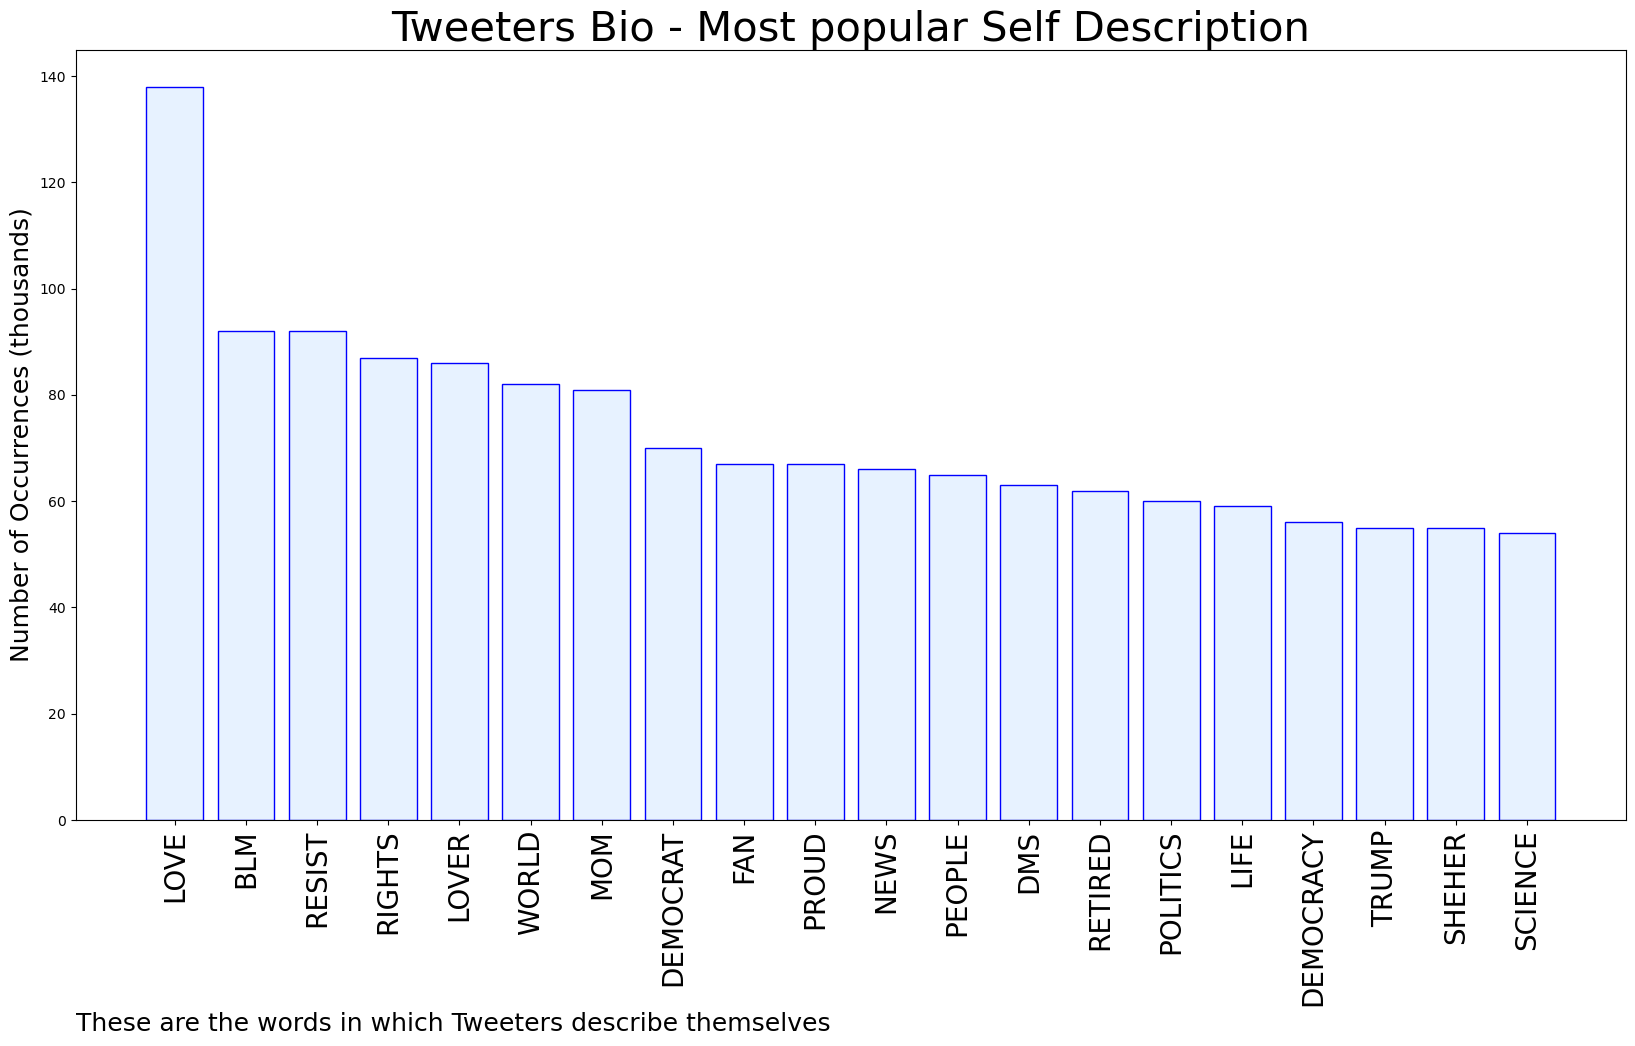 Tweeters Bio - Most popular Self Description
Number of Occurrences (thousands)
140
120
100
80
60
40
20
0
LOVE
BLM
RESIST
RIGHTS
LOVER
WORLD
MOM
DEMOCRAT
FAN
PROUD
NEWS
PEOPLE
DMS
RETIRED
POLITICS
LIFE
DEMOCRACY
TRUMP
SHEHER
SCIENCE
These are the words in which Tweeters describe themselves